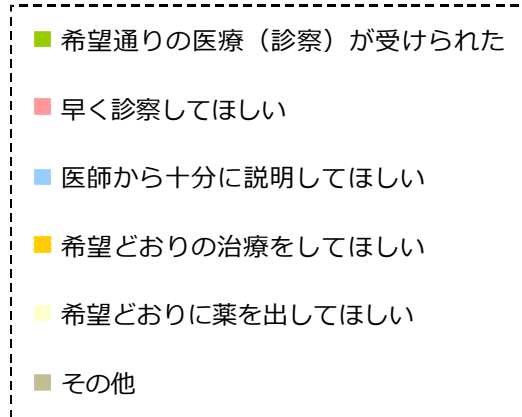 希望通りの医療（診察）が受けられた
早く診察してほしい
医師から十分に説明してほしい
希望どおりの治療をしてほしい
希望どおりに薬を出してほしい
その他